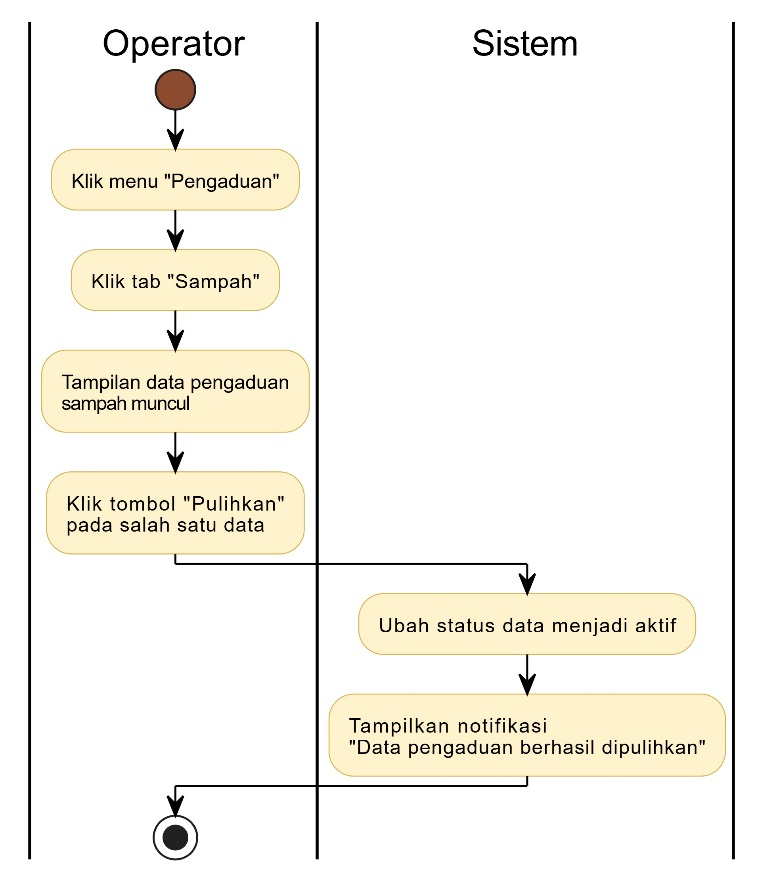 Operator
Sistem
Klik menu "Pengaduan"
Klik tab "Sampah"
Tampilan data pengaduan
sampah muncul
Klik tombol "Pulihkan"
pada salah satu data
Ubah status data menjadi aktif
Tampilkan notifikasi
"Data pengaduan berhasil dipulihkan"